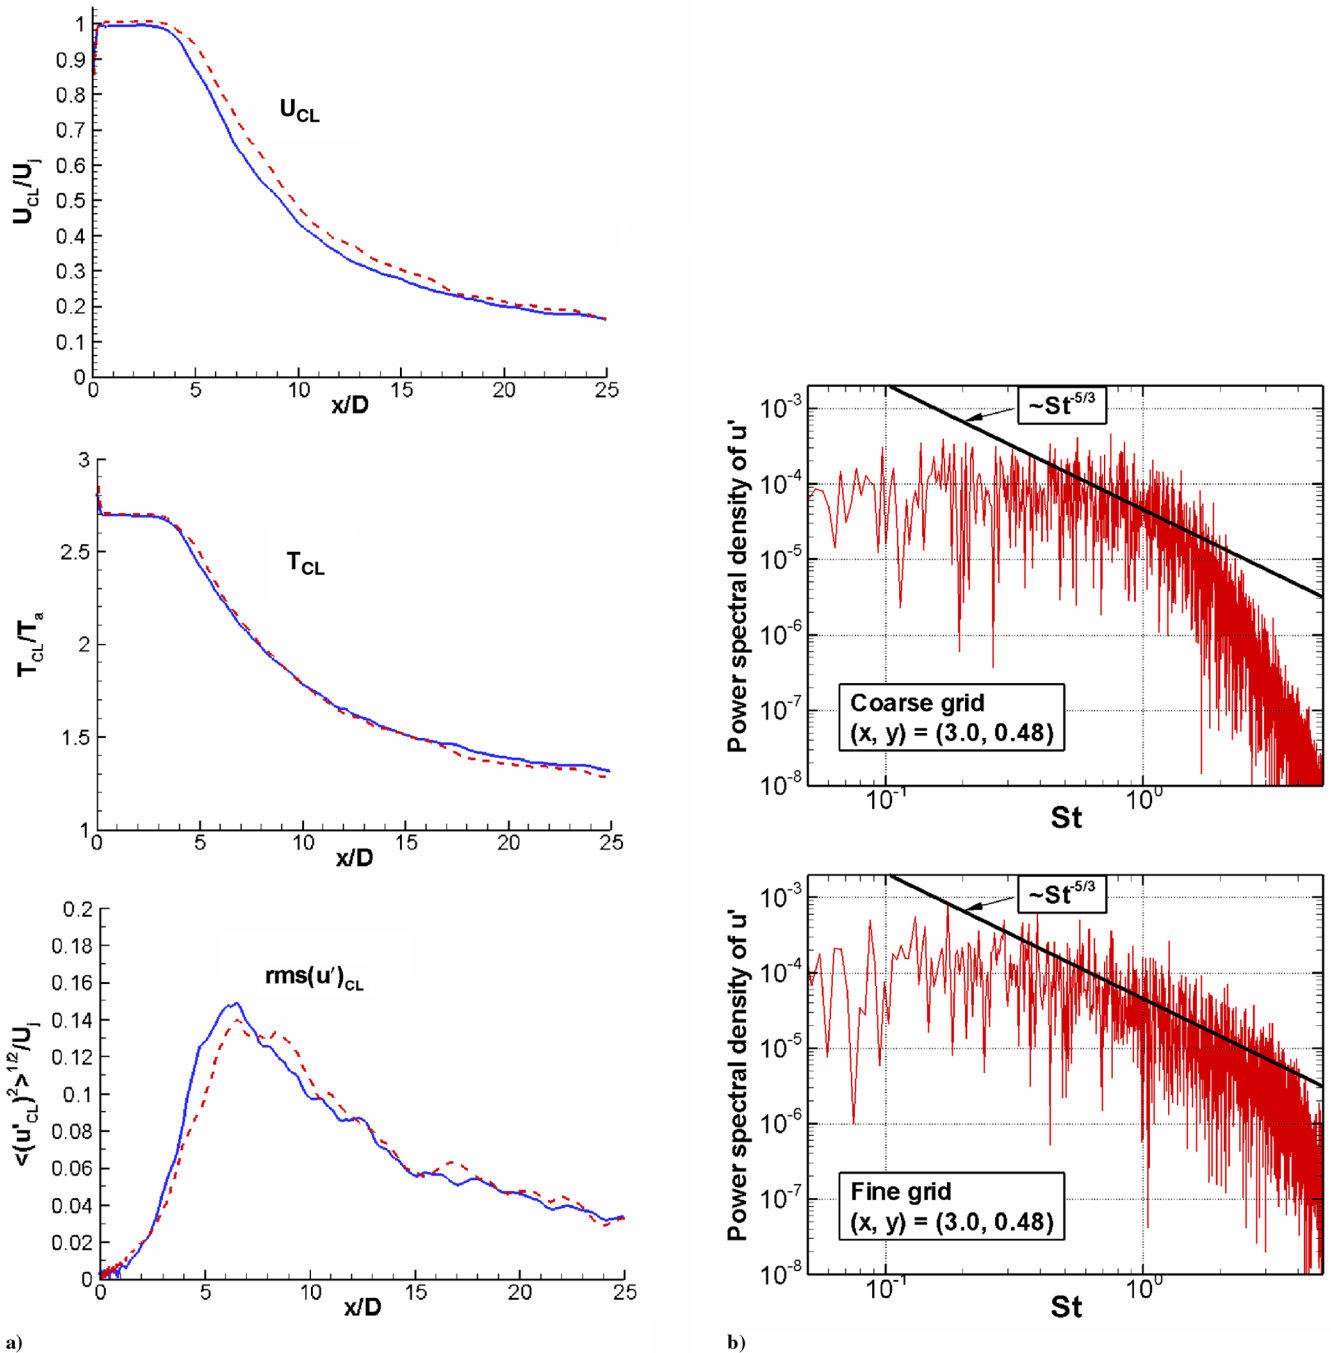 1
0.9
0.8
0.7
0.6
0.5
0.4
0.3
0.2
0.1
0
U_CL/U_j
U_CL
0 5 10 15 20 25
x/D
3
2.5
2
1.5
1
T_CL/T_a
T_CL
0 5 10 15 20 25
x/D
0.2
0.18
0.16
0.14
0.12
0.1
0.08
0.06
0.04
0.02
0
<(u'_CL)^2>^1/2/U_j
rms(u')_CL
0 5 10 15 20 25
x/D
a)
10^-3
10^-4
10^-5
10^-6
10^-7
10^-8
Power spectral density of u'
~St^-5/3
Coarse grid
(x, y) = (3.0, 0.48)
10^-1 10^0
St
10^-3
10^-4
10^-5
10^-6
10^-7
10^-8
Power spectral density of u'
~St^-5/3
Fine grid
(x, y) = (3.0, 0.48)
10^-1 10^0
St
b)